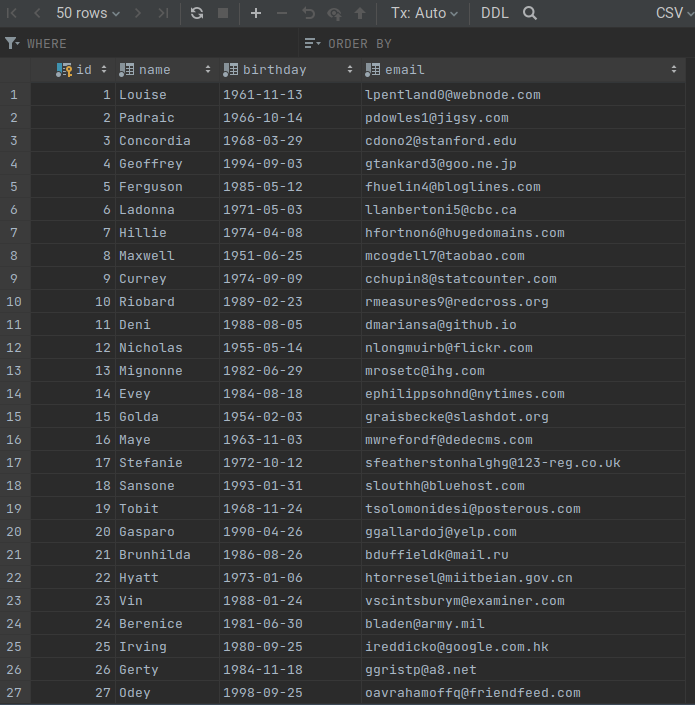 50 rows Tx: Auto DDL CSV
WHERE ORDER BY
id name birthday email
1 1 Louise 1961-11-13 lpentland0@webnode.com
2 2 Padraic 1966-10-14 pdowles1@jigsy.com
3 3 Concordia 1968-03-29 cdono2@stanford.edu
4 4 Geoffrey 1994-09-03 gtankard3@goo.ne.jp
5 5 Ferguson 1985-05-12 fhuelin4@bloglines.com
6 6 Ladonna 1971-05-03 llanbertoni5@cbc.ca
7 7 Hillie 1974-04-08 hfortnon6@hugedomains.com
8 8 Maxwell 1951-06-25 mcogdell7@taobao.com
9 9 Currey 1974-09-09 cchupin8@statcounter.com
10 10 Riobard 1989-02-23 rmeasures9@redcross.org
11 11 Deni 1988-08-05 dmariansa@github.io
12 12 Nicholas 1955-05-14 nlongmuirb@flickr.com
13 13 Mignonne 1982-06-29 mrosetc@ihg.com
14 14 Evey 1984-08-18 ephilippsohnd@nytimes.com
15 15 Golda 1954-02-03 graisbecke@slashdot.org
16 16 Maye 1963-11-03 mwrefordf@dedecms.com
17 17 Stefanie 1972-10-12 sfeatherstonhalghg@123-reg.co.uk
18 18 Sansone 1993-01-31 slouthh@bluehost.com
19 19 Tobit 1968-11-24 tsolomonidesi@posterous.com
20 20 Gasparo 1990-04-26 ggallardoj@yelp.com
21 21 Brunhilda 1986-08-26 bduffieldk@mail.ru
22 22 Hyatt 1973-01-06 htorresel@miitbeian.gov.cn
23 23 Vin 1988-01-24 vscintsburym@examiner.com
24 24 Berenice 1981-06-30 bladen@army.mil
25 25 Irving 1980-09-25 ireddicko@google.com.hk
26 26 Gerty 1984-11-18 ggristp@a8.net
27 27 Odey 1998-09-25 oavrahamoffq@friendfeed.com